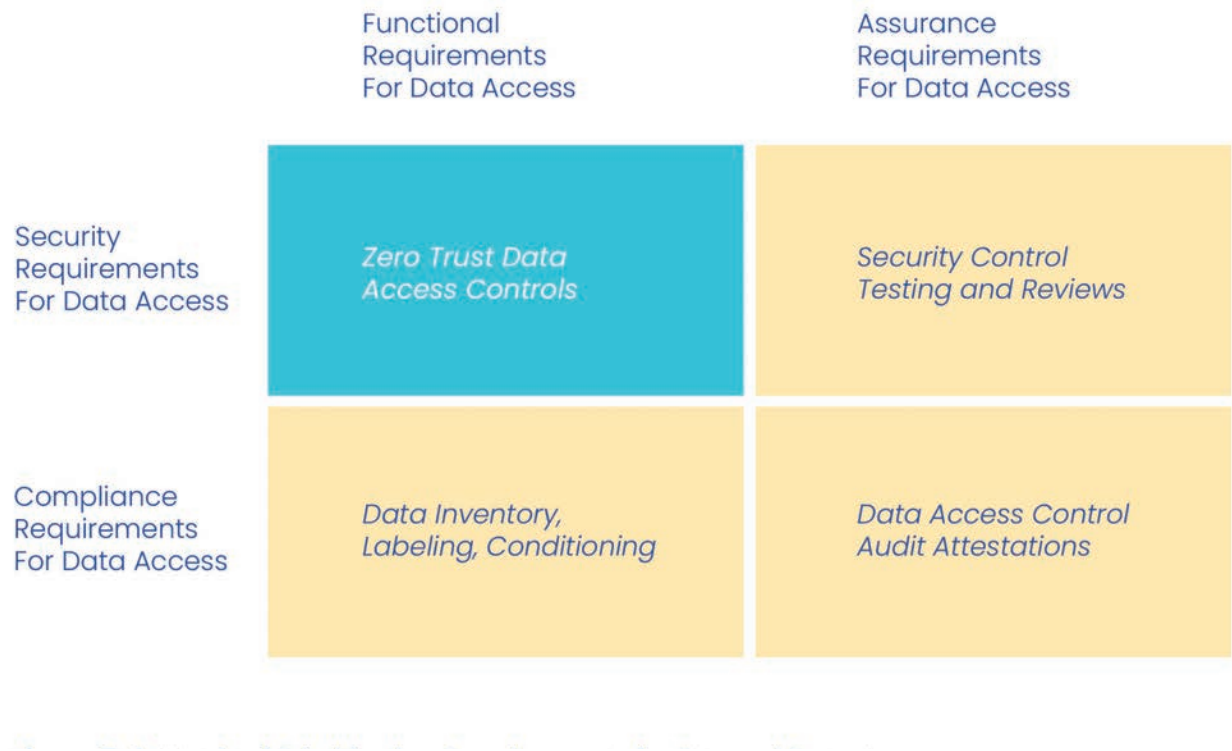 Functional
Requirements
For Data Access
Assurance
Requirements
For Data Access
Security
Requirements
For Data Access
Zero Trust Data
Access Controls
Security Control
Testing and Reviews
Compliance
Requirements
For Data Access
Data Inventory,
Labeling, Conditioning
Data Access Control
Audit Attestations